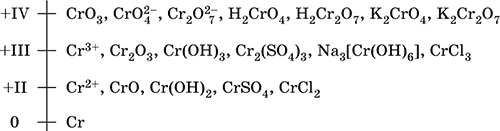 +IV CrO₃, CrO₄²⁻, Cr₂O₇²⁻, H₂CrO₄, H₂Cr₂O₇, K₂CrO₄, K₂Cr₂O₇
+III Cr³⁺, Cr₂O₃, Cr(OH)₃, Cr₂(SO₄)₃, Na₃[Cr(OH)₆], CrCl₃
+II Cr²⁺, CrO, Cr(OH)₂, CrSO₄, CrCl₂
0 Cr